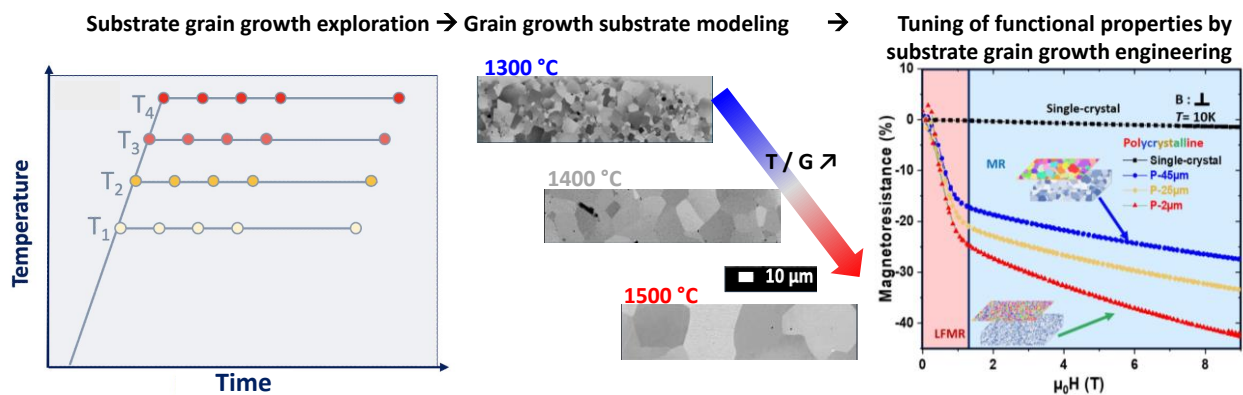 Substrate grain growth exploration → Grain growth substrate modeling → Tuning of functional properties by
substrate grain growth engineering
Temperature
T4
T3
T2
T1
Time
1300 °C
1400 °C
1500 °C
T / G ↗
10 µm
Magnetoresistance (%)
10
0
-10
-20
-30
-40
Single-crystal
B : ⊥
T= 10K
MR
Polycrystalline
Single-crystal
P-45µm
P-25µm
P-2µm
LFMR
0 2 4 6 8
µ0H (T)